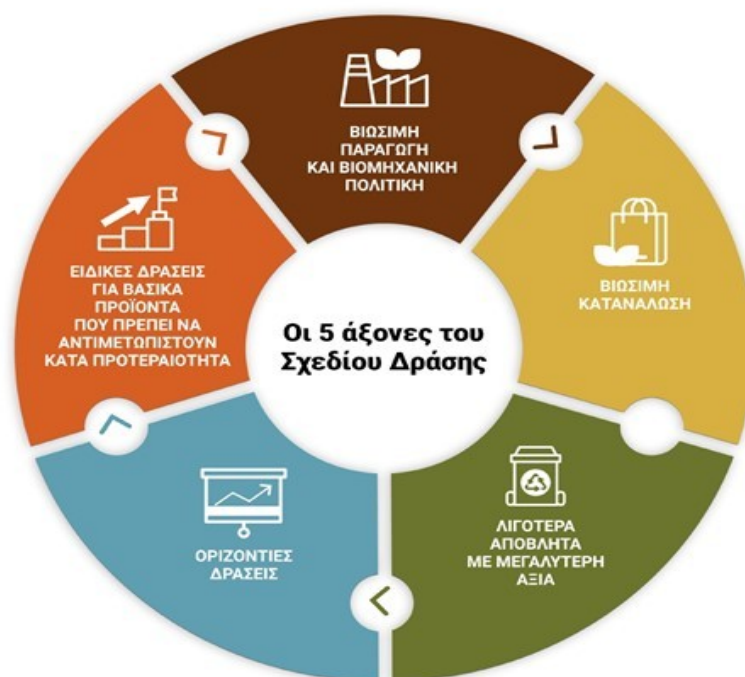 ΒΙΩΣΙΜΗ
ΠΑΡΑΓΩΓΗ
ΚΑΙ ΒΙΟΜΗΧΑΝΙΚΗ
ΠΟΛΙΤΙΚΗ
ΒΙΩΣΙΜΗ
ΚΑΤΑΝΑΛΩΣΗ
ΛΙΓΟΤΕΡΑ
ΑΠΟΒΛΗΤΑ
ΜΕ ΜΕΓΑΛΥΤΕΡΗ
ΑΞΙΑ
ΟΡΙΖΟΝΤΙΕΣ
ΔΡΑΣΕΙΣ
ΕΙΔΙΚΕΣ ΔΡΑΣΕΙΣ
ΓΙΑ ΒΑΣΙΚΑ
ΠΡΟΪΟΝΤΑ
ΠΟΥ ΠΡΕΠΕΙ ΝΑ
ΑΝΤΙΜΕΤΩΠΙΣΤΟΥΝ
ΚΑΤΑ ΠΡΟΤΕΡΑΙΟΤΗΤΑ
Οι 5 άξονες του
Σχεδίου Δράσης